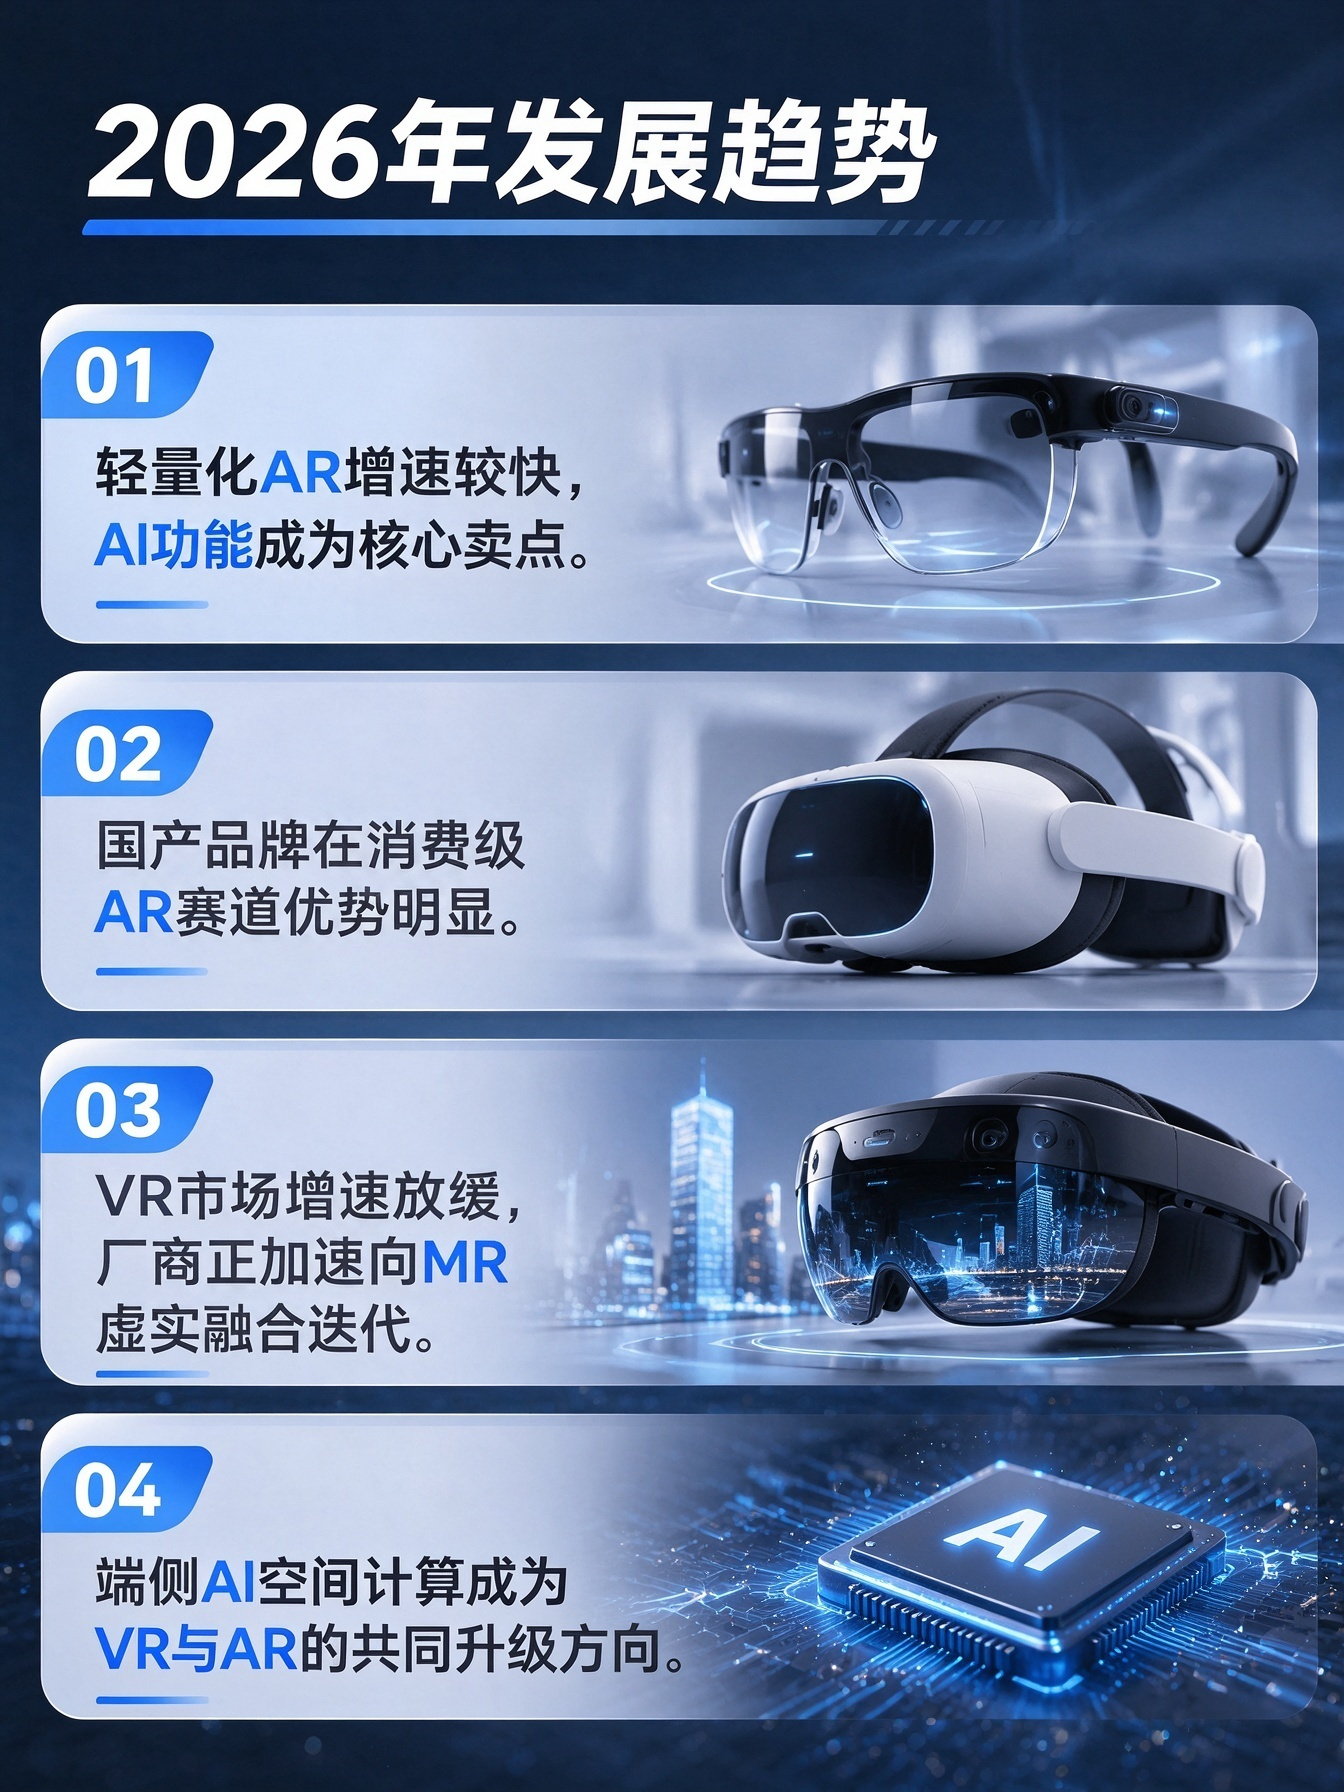 2026年发展趋势
01
轻量化AR增速较快，
AI功能成为核心卖点。
02
国产品牌在消费级
AR赛道优势明显。
03
VR市场增速放缓，
厂商正加速向MR
虚实融合迭代。
04
端侧AI空间计算成为
VR与AR的共同升级方向。
AI